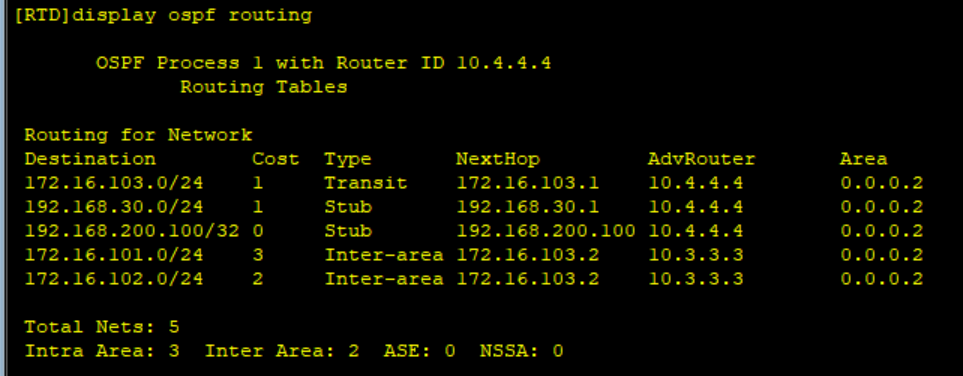 [RTD]display ospf routing
OSPF Process 1 with Router ID 10.4.4.4
Routing Tables
Routing for Network
Destination Cost Type NextHop AdvRouter Area
172.16.103.0/24 1 Transit 172.16.103.1 10.4.4.4 0.0.0.2
192.168.30.0/24 1 Stub 192.168.30.1 10.4.4.4 0.0.0.2
192.168.200.100/32 0 Stub 192.168.200.100 10.4.4.4 0.0.0.2
172.16.101.0/24 3 Inter-area 172.16.103.2 10.3.3.3 0.0.0.2
172.16.102.0/24 2 Inter-area 172.16.103.2 10.3.3.3 0.0.0.2
Total Nets: 5
Intra Area: 3 Inter Area: 2 ASE: 0 NSSA: 0